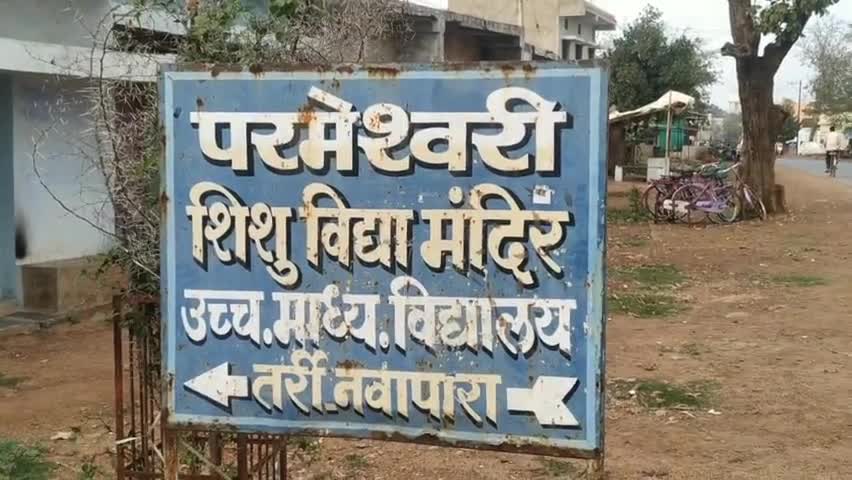 परमेश्वरी
शिशु विद्या मंदिर
उच्च.माध्य.विद्यालय
तर्री नवापारा